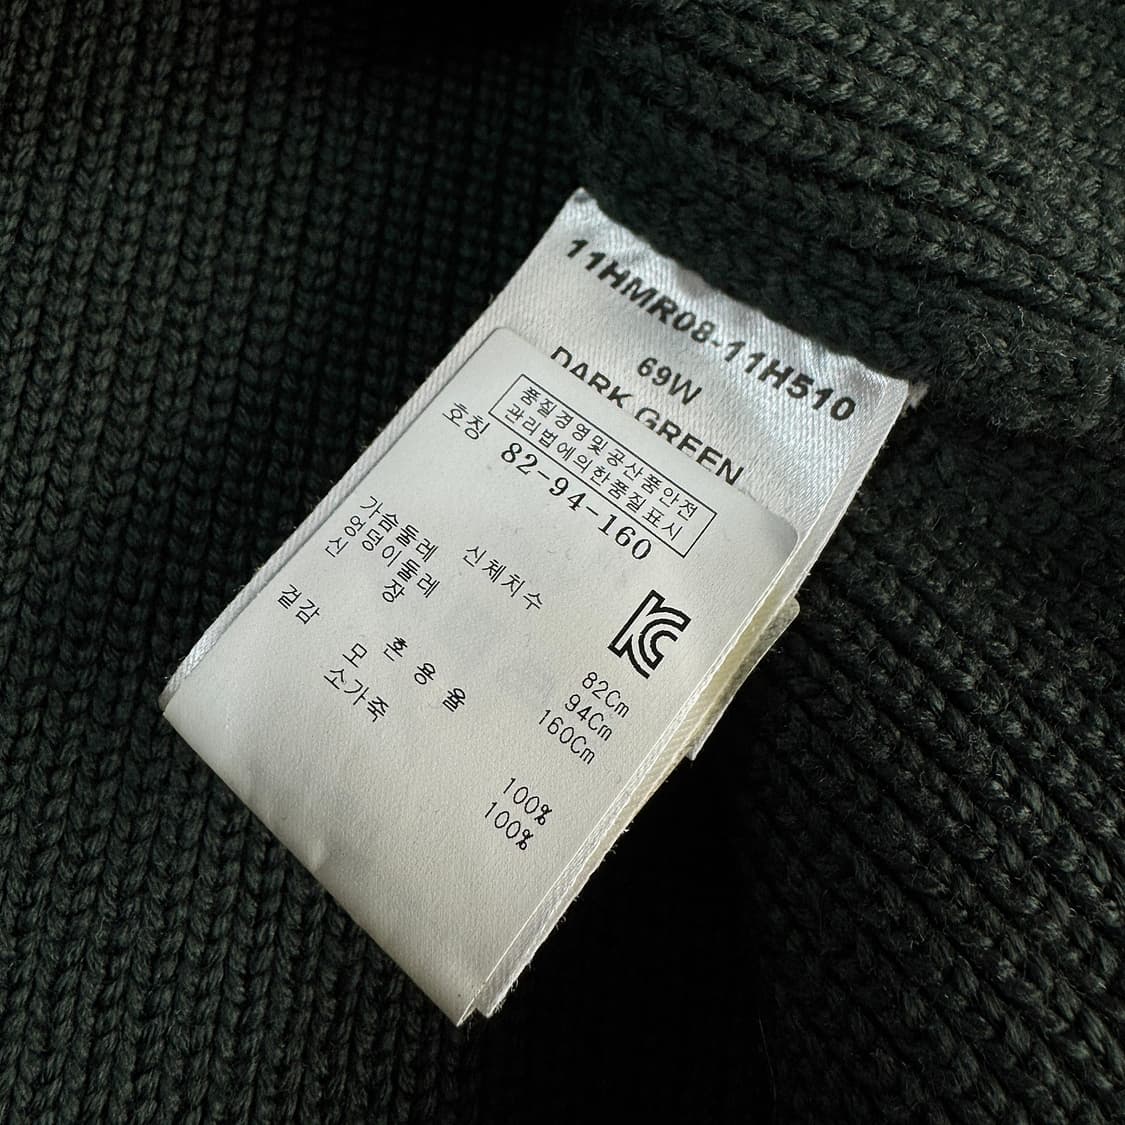 11HMR08-11H510
69W
DARK GREEN
품질경영및공산품안전
관리법에의한품질표시
호칭 82-94-160
신체치수
가슴둘레 82Cm
엉덩이둘레 94Cm
신 장 160Cm
혼 용 율
겉감 모 100%
소가죽 100%